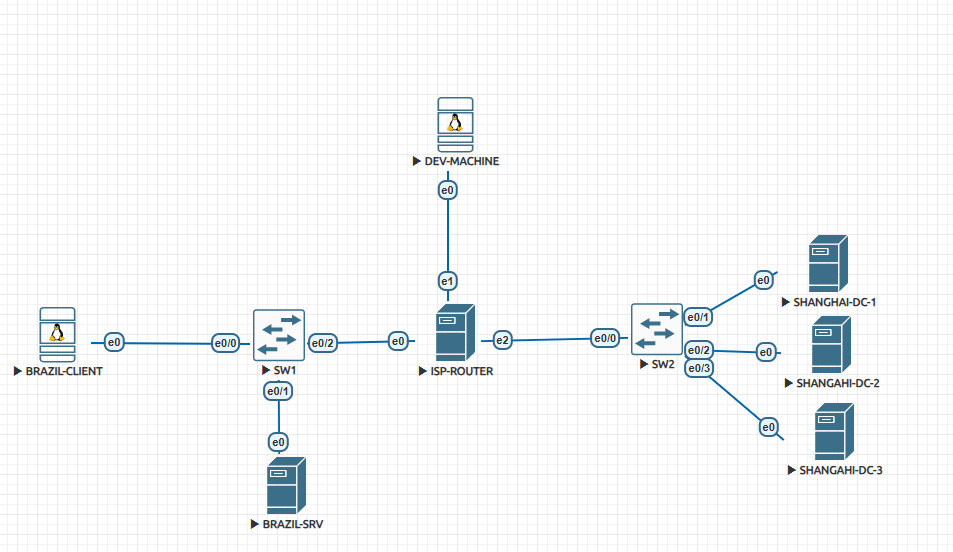 DEV-MACHINE
e0
e1
SHANGHAI-DC-1
e0
BRAZIL-CLIENT
e0
e0/0
SW1
e0/2
e0/1
e0
BRAZIL-SRV
e0
ISP-ROUTER
e2
e0/0
SW2
e0/1
e0/2
e0/3
e0
SHANGAHI-DC-2
e0
SHANGAHI-DC-3